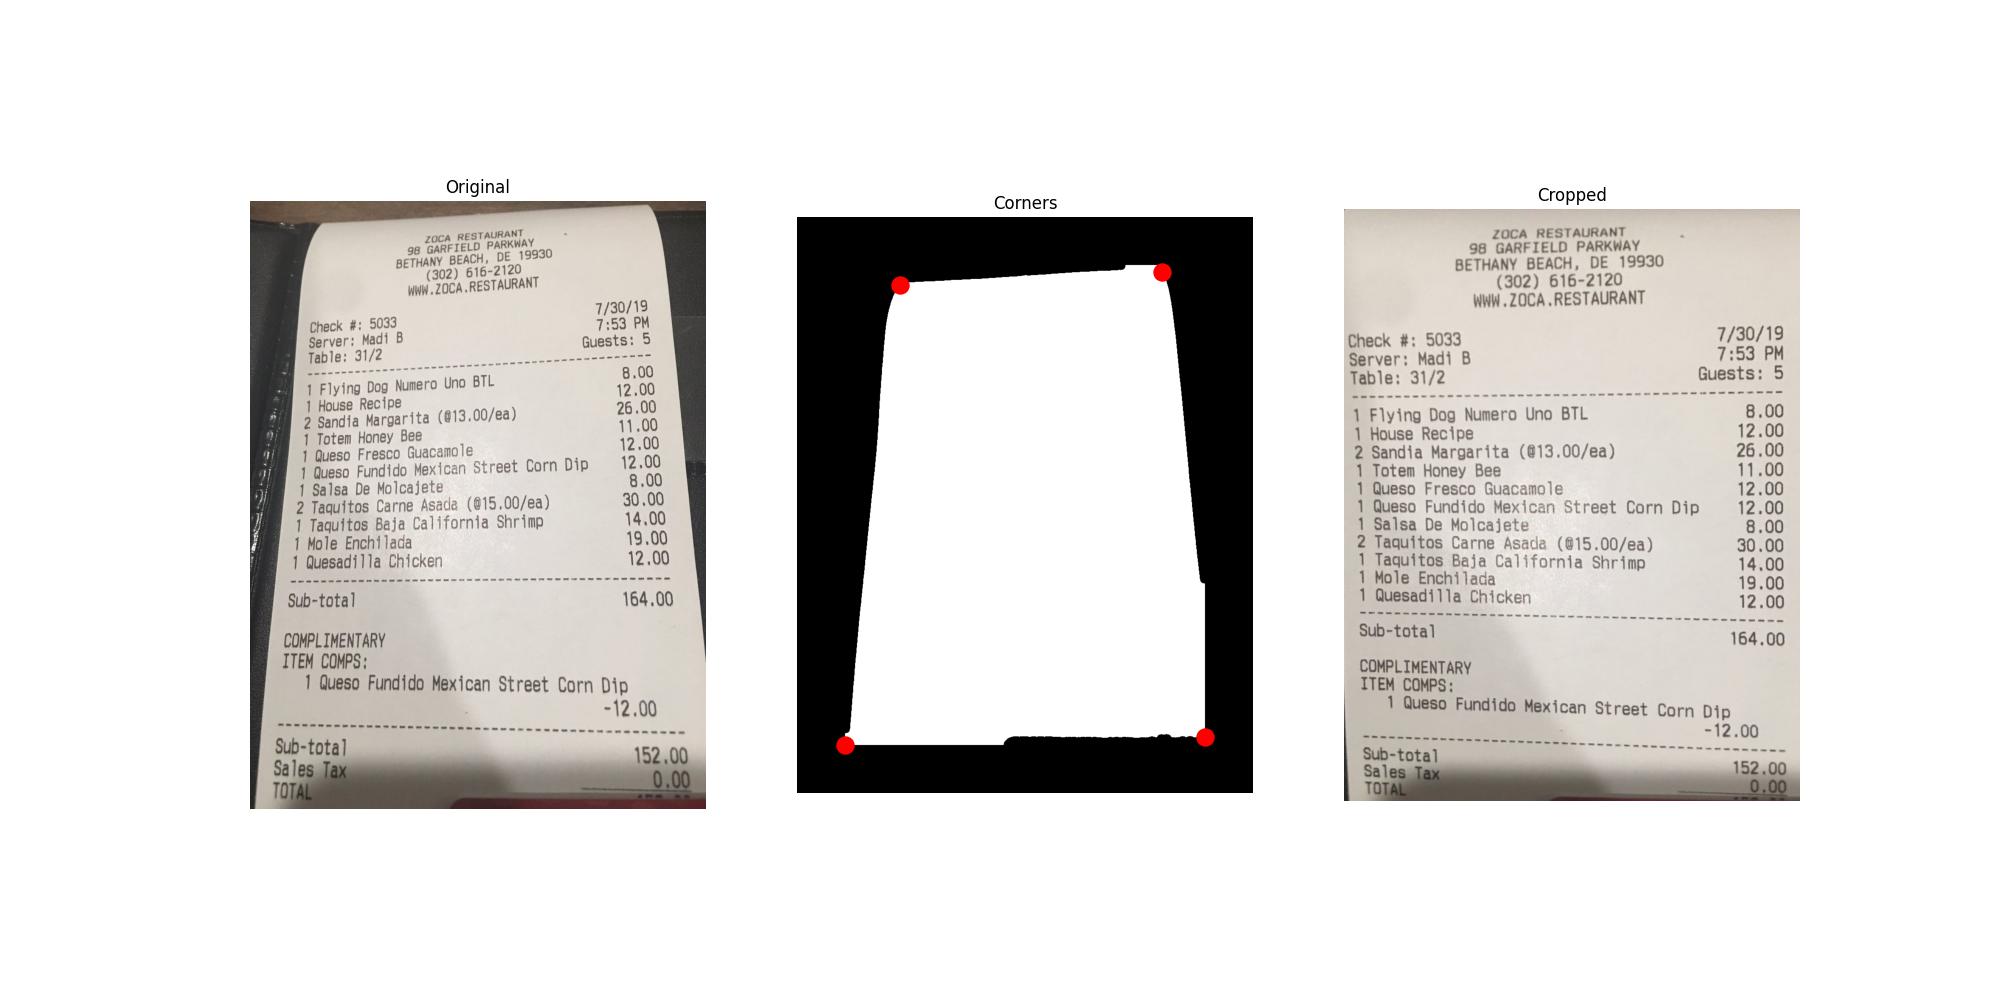 Original
ZOCA RESTAURANT
98 GARFIELD PARKWAY
BETHANY BEACH, DE 19930
(302) 616-2120
WWW.ZOCA.RESTAURANT
7/30/19
Check #: 5033
7:53 PM
Server: Madi B
Guests: 5
Table: 31/2
1 Flying Dog Numero Uno BTL 8.00
1 House Recipe 12.00
2 Sandia Margarita (@13.00/ea) 26.00
1 Totem Honey Bee 11.00
1 Queso Fresco Guacamole 12.00
1 Queso Fundido Mexican Street Corn Dip 12.00
1 Salsa De Molcajete 8.00
2 Taquitos Carne Asada (@15.00/ea) 30.00
1 Taquitos Baja California Shrimp 14.00
1 Mole Enchilada 19.00
1 Quesadilla Chicken 12.00
Sub-total 164.00
COMPLIMENTARY
ITEM COMPS:
1 Queso Fundido Mexican Street Corn Dip
-12.00
Sub-total 152.00
Sales Tax 0.00
TOTAL
Corners
Cropped
ZOCA RESTAURANT
98 GARFIELD PARKWAY
BETHANY BEACH, DE 19930
(302) 616-2120
WWW.ZOCA.RESTAURANT
Check #: 5033 7/30/19
Server: Madi B 7:53 PM
Table: 31/2 Guests: 5
1 Flying Dog Numero Uno BTL 8.00
1 House Recipe 12.00
2 Sandia Margarita (@13.00/ea) 26.00
1 Totem Honey Bee 11.00
1 Queso Fresco Guacamole 12.00
1 Queso Fundido Mexican Street Corn Dip 12.00
1 Salsa De Molcajete 8.00
2 Taquitos Carne Asada (@15.00/ea) 30.00
1 Taquitos Baja California Shrimp 14.00
1 Mole Enchilada 19.00
1 Quesadilla Chicken 12.00
Sub-total 164.00
COMPLIMENTARY
ITEM COMPS:
1 Queso Fundido Mexican Street Corn Dip
-12.00
Sub-total 152.00
Sales Tax 0.00
TOTAL